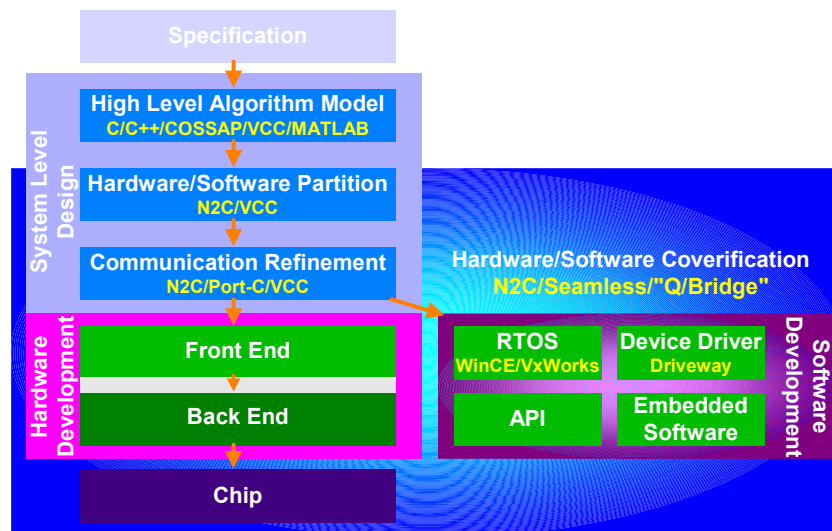 Specification
System Level
Design
High Level Algorithm Model
C/C++/COSSAP/VCC/MATLAB
Hardware/Software Partition
N2C/VCC
Communication Refinement
N2C/Port-C/VCC
Hardware/Software Coverification
N2C/Seamless/"Q/Bridge"
Hardware
Development
Front End
Back End
Chip
RTOS
WinCE/VxWorks
Device Driver
Driveway
API
Embedded
Software
Software
Development